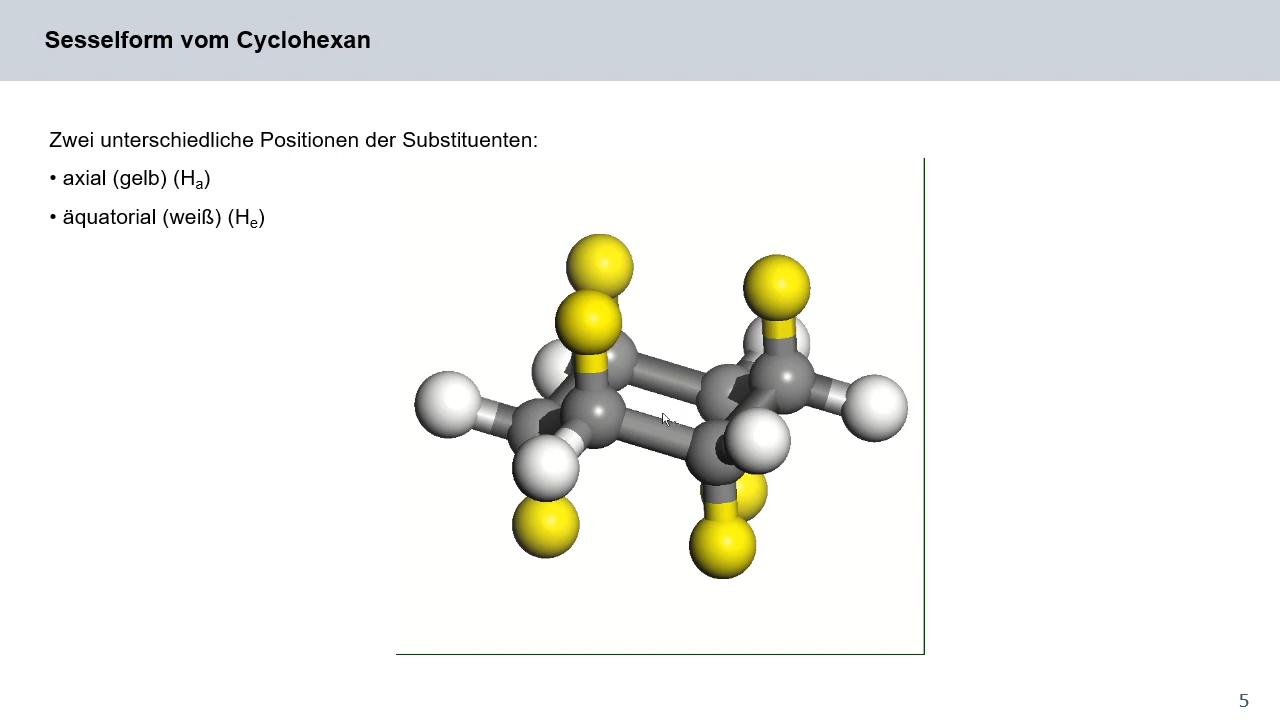 Sesselform vom Cyclohexan
Zwei unterschiedliche Positionen der Substituenten:
• axial (gelb) (Ha)
• äquatorial (weiß) (He)
5